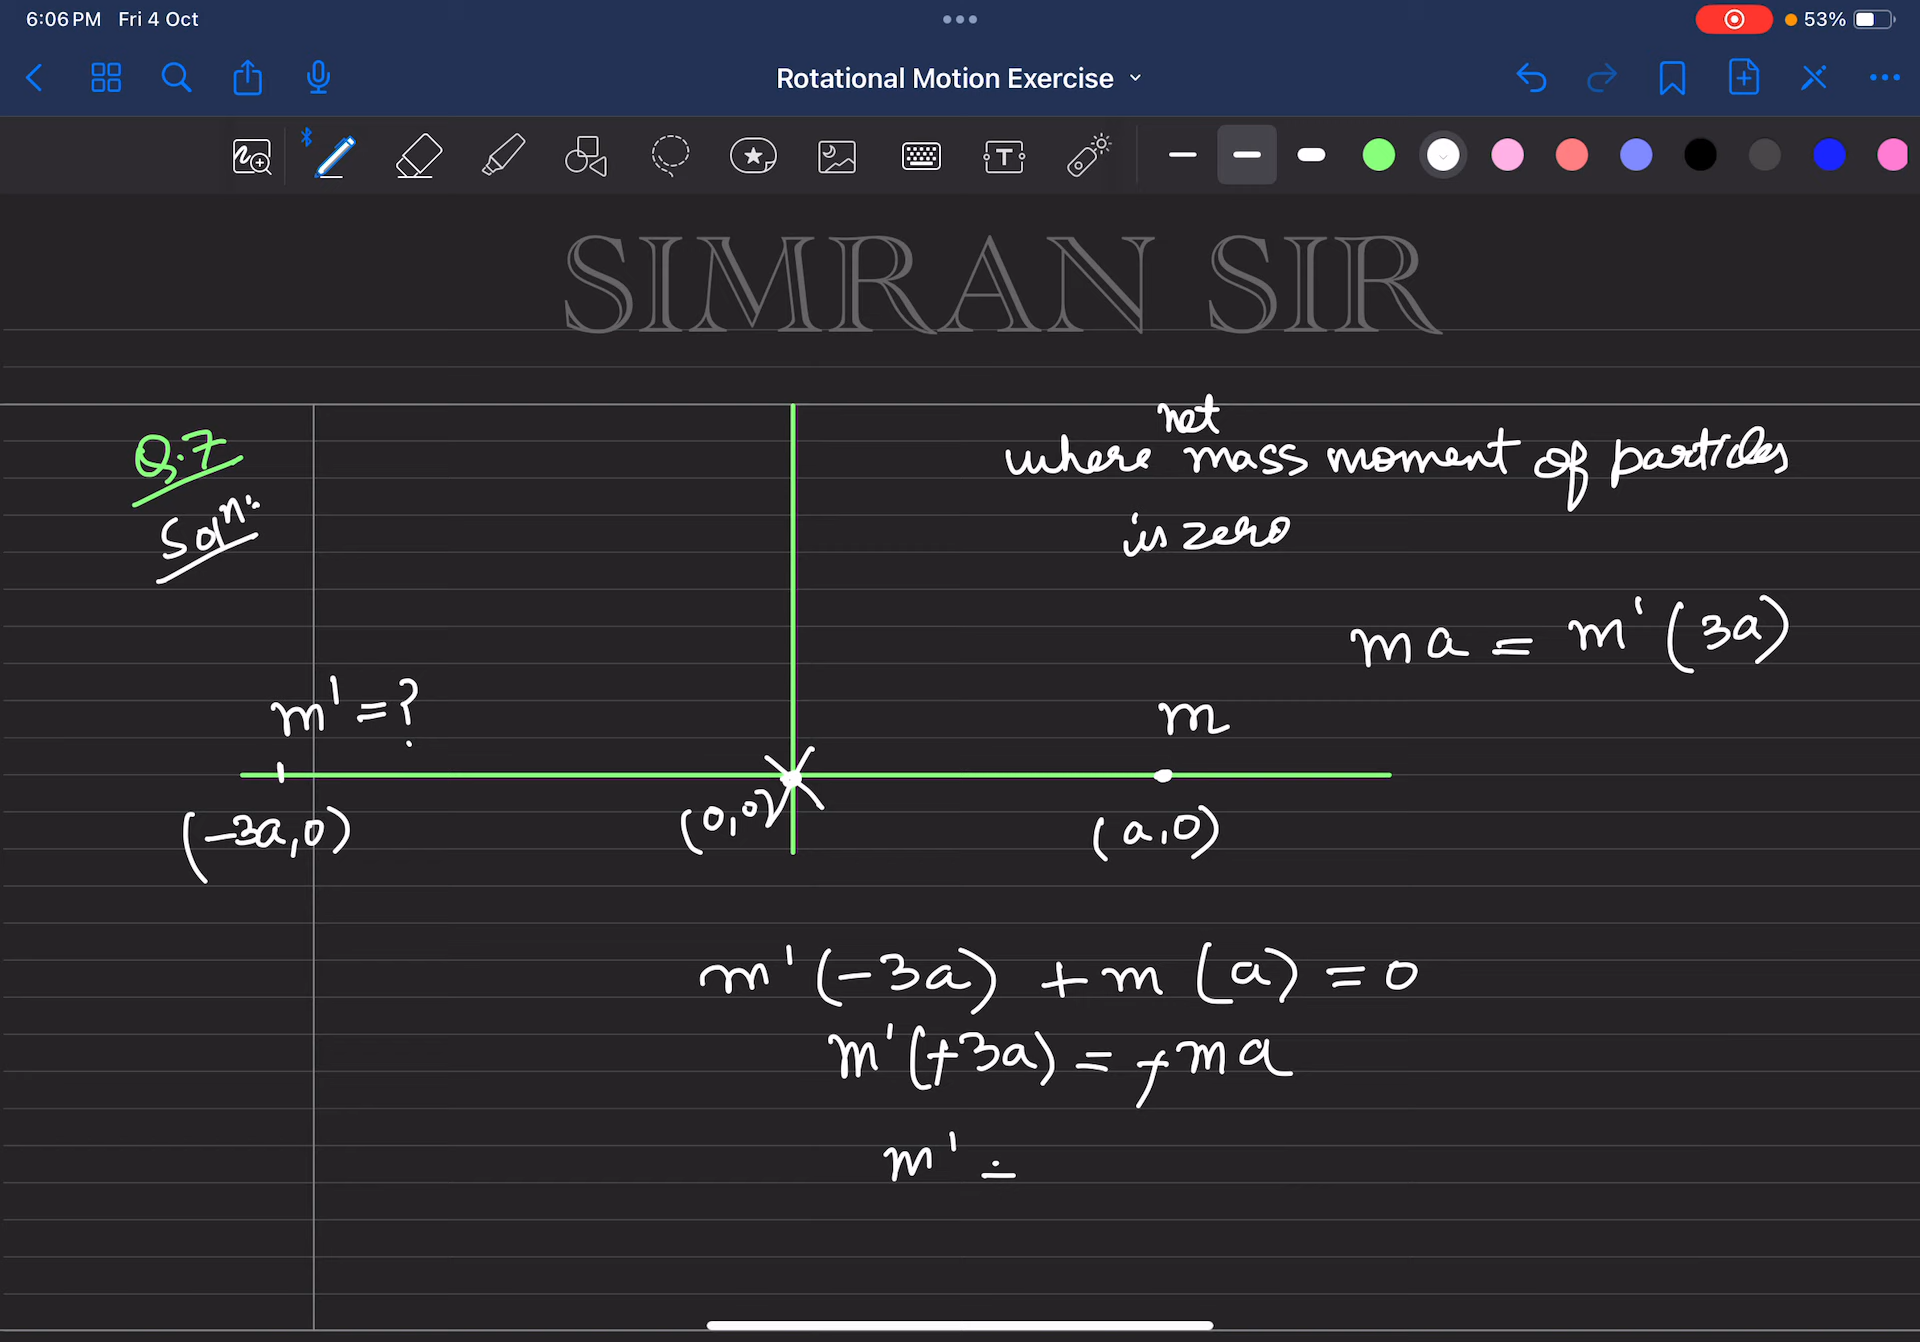 6:06 PM Fri 4 Oct
53%
Rotational Motion Exercise
SIMRAN SIR
Q.7
Solⁿ:
net
where mass moment of particles
is zero
ma = m'(3a)
m' = ?
m
(-3a,0)
(0,0)
(a,0)
m'(-3a) + m(a) = 0
m'(+3a) = +ma
m' =